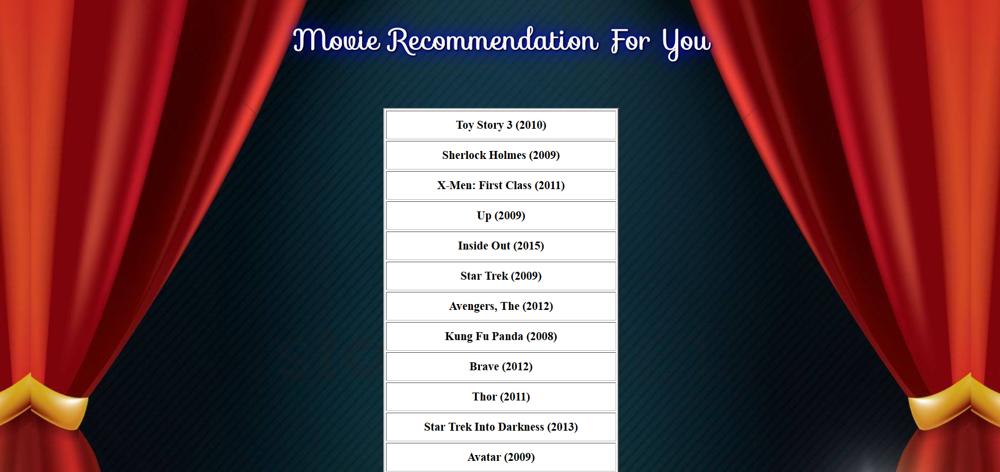 Movie Recommendation For You
Toy Story 3 (2010)
Sherlock Holmes (2009)
X-Men: First Class (2011)
Up (2009)
Inside Out (2015)
Star Trek (2009)
Avengers, The (2012)
Kung Fu Panda (2008)
Brave (2012)
Thor (2011)
Star Trek Into Darkness (2013)
Avatar (2009)